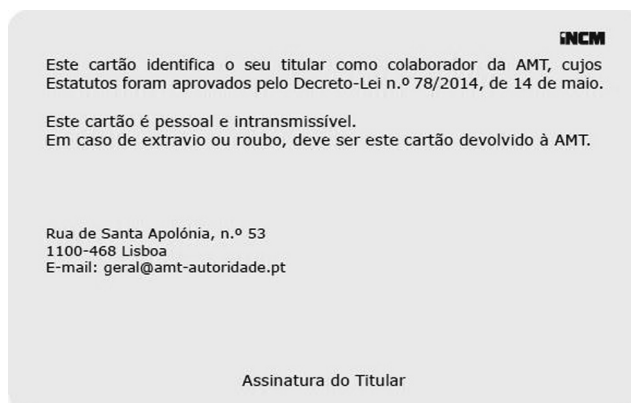 INCM
Este cartão identifica o seu titular como colaborador da AMT, cujos
Estatutos foram aprovados pelo Decreto-Lei n.º 78/2014, de 14 de maio.
Este cartão é pessoal e intransmissível.
Em caso de extravio ou roubo, deve ser este cartão devolvido à AMT.
Rua de Santa Apolónia, n.º 53
1100-468 Lisboa
E-mail: geral@amt-autoridade.pt
Assinatura do Titular